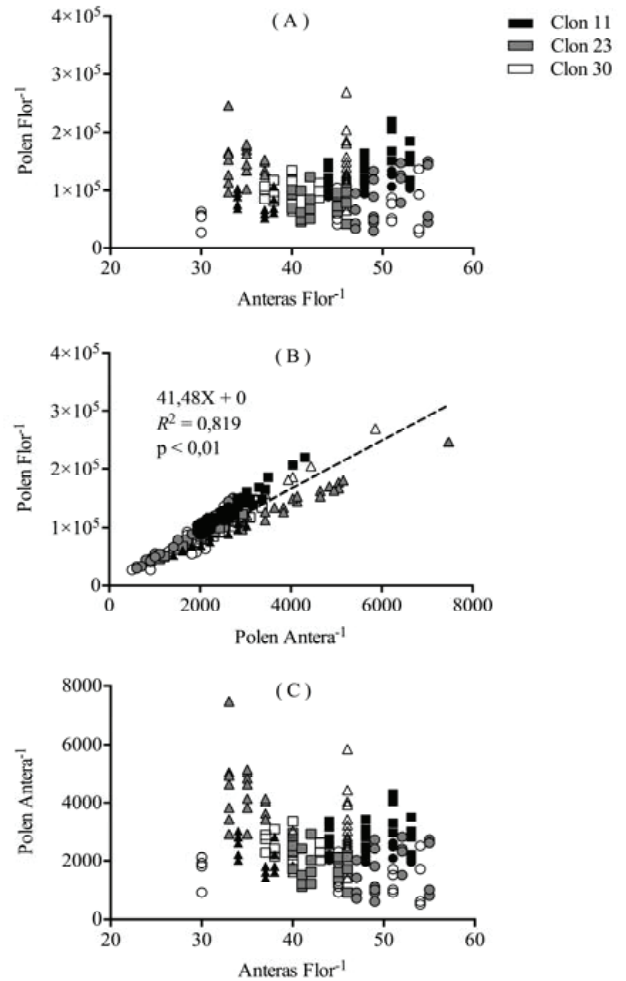 ( A )
Clon 11
Clon 23
Clon 30
Polen Flor⁻¹
4×10⁵
3×10⁵
2×10⁵
1×10⁵
0
20 30 40 50 60
Anteras Flor⁻¹
( B )
41,48X + 0
R² = 0,819
p < 0,01
Polen Flor⁻¹
4×10⁵
3×10⁵
2×10⁵
1×10⁵
0
0 2000 4000 6000 8000
Polen Antera⁻¹
( C )
Polen Antera⁻¹
8000
6000
4000
2000
0
20 30 40 50 60
Anteras Flor⁻¹